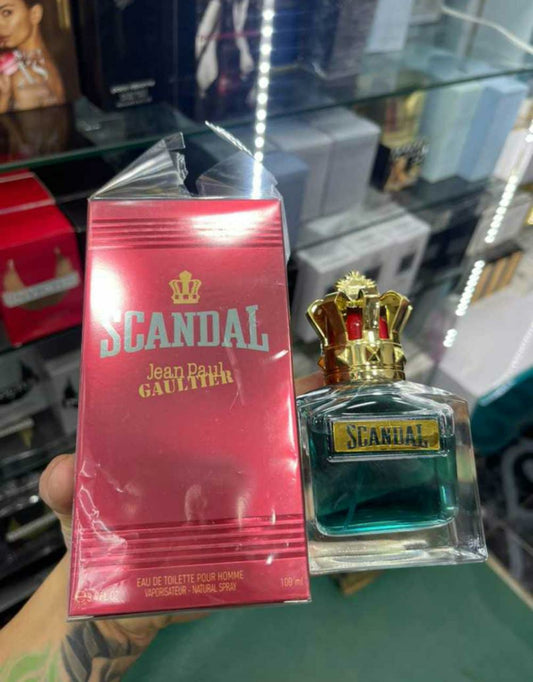 SCANDAL
Jean Paul
GAULTIER
EAU DE TOILETTE POUR HOMME
VAPORISATEUR - NATURAL SPRAY
100 ml
SCANDAL